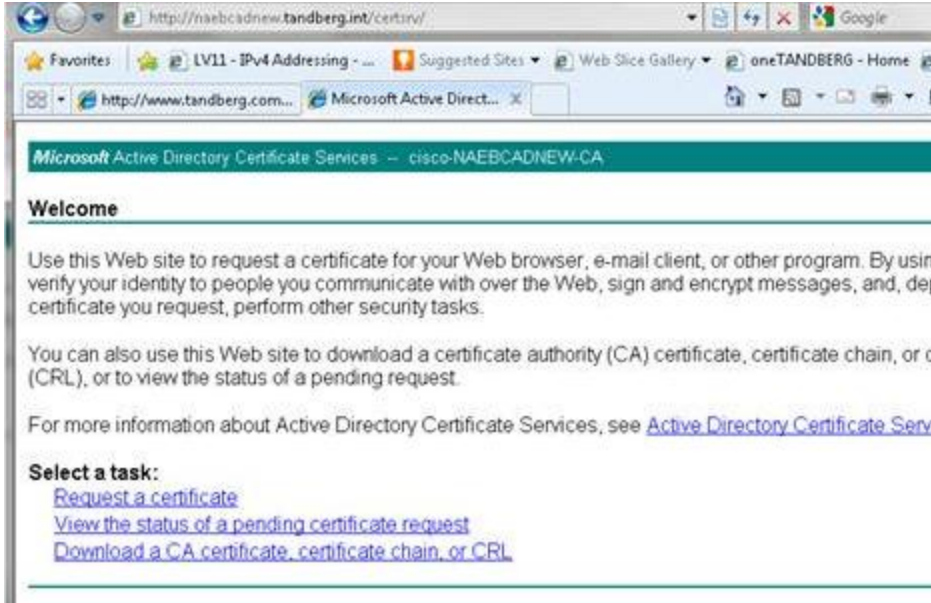 http://naebcadnew.tandberg.int/certsrv/
Google
Favorites
LV11 - IPv4 Addressing - ...
Suggested Sites
Web Slice Gallery
oneTANDBERG - Home
http://www.tandberg.com...
Microsoft Active Direct...
Microsoft Active Directory Certificate Services -- cisco-NAEBCADNEW-CA
Welcome
Use this Web site to request a certificate for your Web browser, e-mail client, or other program. By usin
verify your identity to people you communicate with over the Web, sign and encrypt messages, and, dep
certificate you request, perform other security tasks.
You can also use this Web site to download a certificate authority (CA) certificate, certificate chain, or c
(CRL), or to view the status of a pending request.
For more information about Active Directory Certificate Services, see Active Directory Certificate Serv
Select a task:
Request a certificate
View the status of a pending certificate request
Download a CA certificate, certificate chain, or CRL